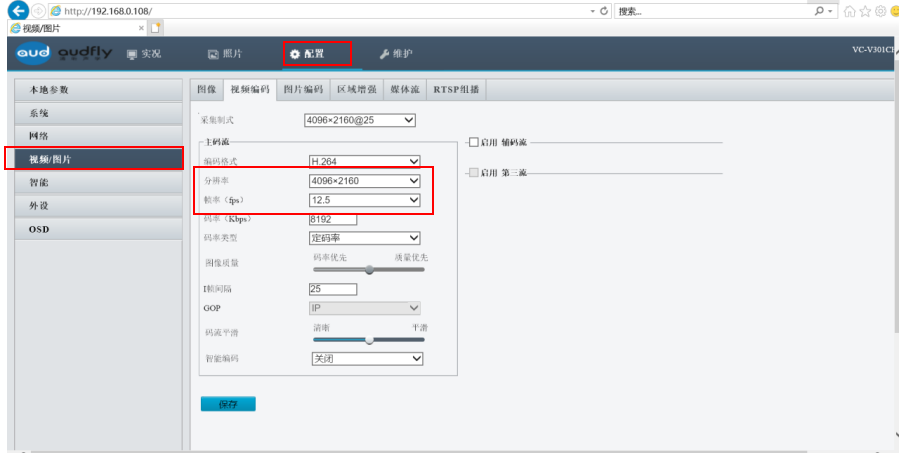 http://192.168.0.108/
搜索...
视频/图片
aud audfly 实况 照片 配置 维护
本地参数
系统
网络
视频/图片
智能
外设
OSD
图像 视频编码 图片编码 区域增强 媒体流 RTSP组播
采集制式 4096×2160@25
主码流
编码格式 H.264
分辨率 4096×2160
帧率（fps） 12.5
码率（Kbps） 8192
码率类型 定码率
图像质量 码率优先 质量优先
I帧间隔 25
GOP IP
码流平滑 清晰 平滑
智能编码 关闭
启用 辅码流
启用 第三流
保存